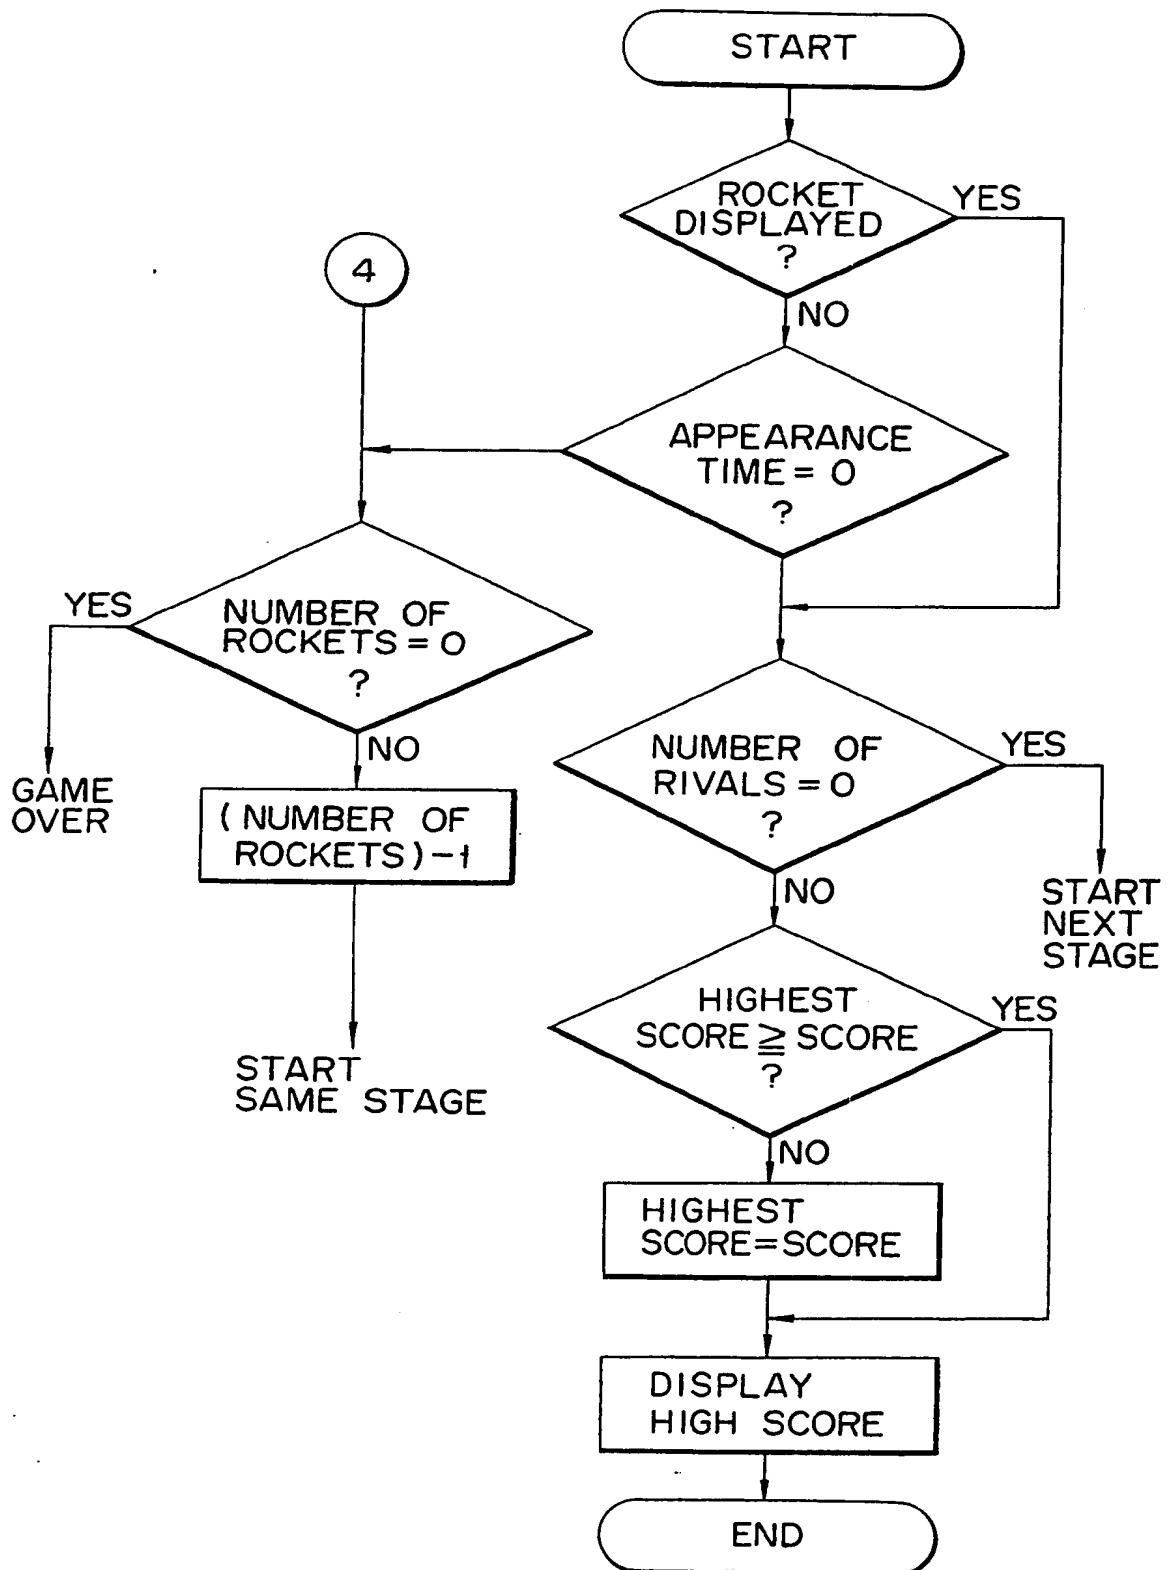 START
ROCKET
DISPLAYED
?
YES
NO
4
APPEARANCE
TIME = 0
?
YES
NUMBER OF
ROCKETS = 0
?
NO
GAME
OVER
(NUMBER OF
ROCKETS) - 1
START
SAME STAGE
NUMBER OF
RIVALS = 0
?
YES
NO
START
NEXT
STAGE
HIGHEST
SCORE ≧ SCORE
?
YES
NO
HIGHEST
SCORE = SCORE
DISPLAY
HIGH SCORE
END